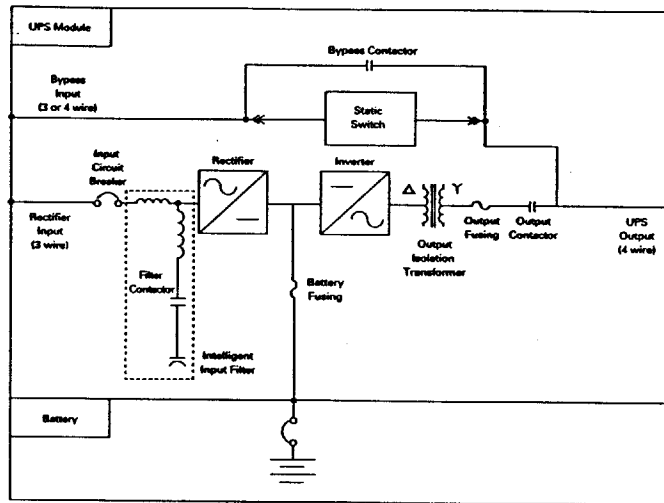 UPS Module
Bypass Contactor
Bypass
Input
(3 or 4 wire)
Static
Switch
Input
Circuit
Breaker
Rectifier
Inverter
Δ
Y
Rectifier
Input
(3 wire)
Output
Fusing
Output
Contactor
UPS
Output
(4 wire)
Output
Isolation
Transformer
Filter
Contactor
Battery
Fusing
Intelligent
Input Filter
Battery